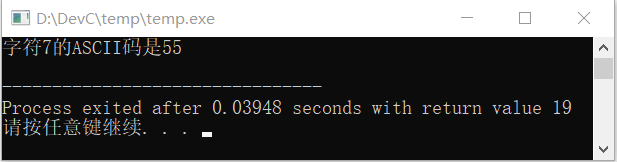 D:\DevC\temp\temp.exe
字符7的ASCII码是55
--------------------------------
Process exited after 0.03948 seconds with return value 19
请按任意键继续. . .